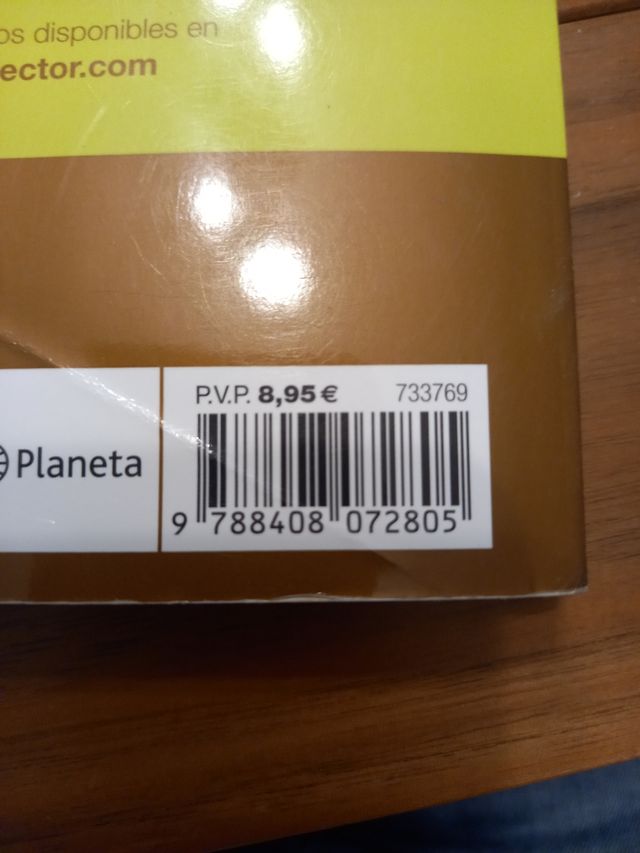 os disponibles en
ector.com
P.V.P. 8,95 € 733769
Planeta
9 788408 072805